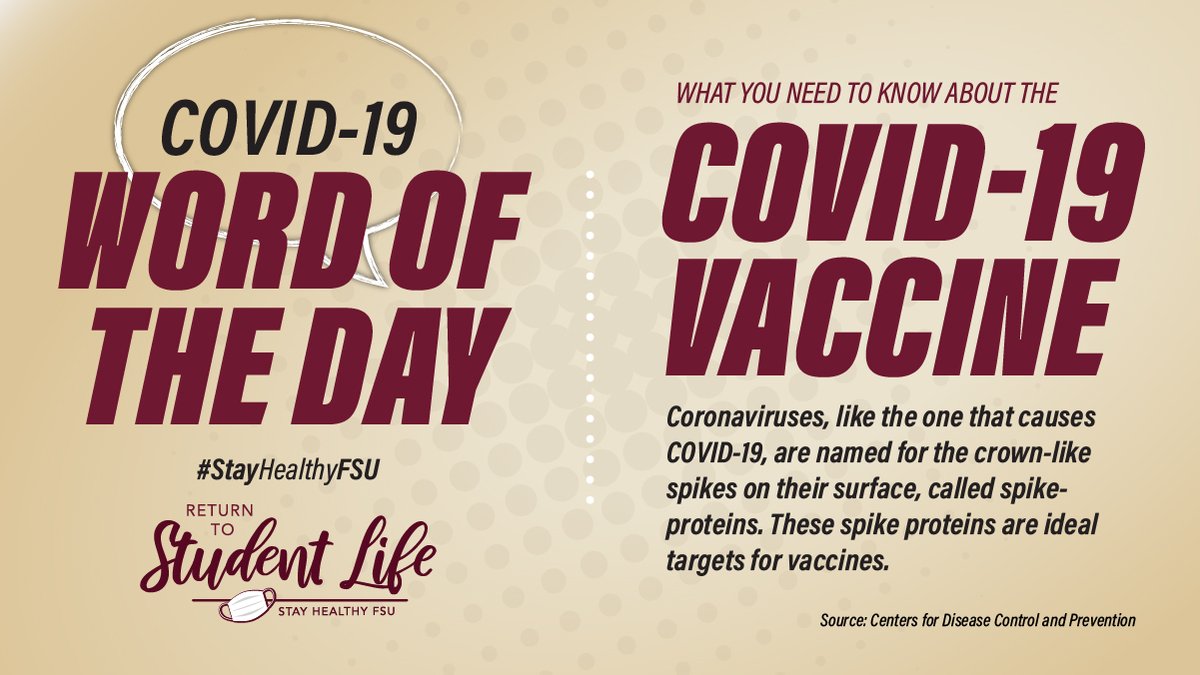 COVID-19
WORD OF
THE DAY
#StayHealthyFSU
RETURN
TO
Student Life
STAY HEALTHY FSU
WHAT YOU NEED TO KNOW ABOUT THE
COVID-19
VACCINE
Coronaviruses, like the one that causes
COVID-19, are named for the crown-like
spikes on their surface, called spike-
proteins. These spike proteins are ideal
targets for vaccines.
Source: Centers for Disease Control and Prevention